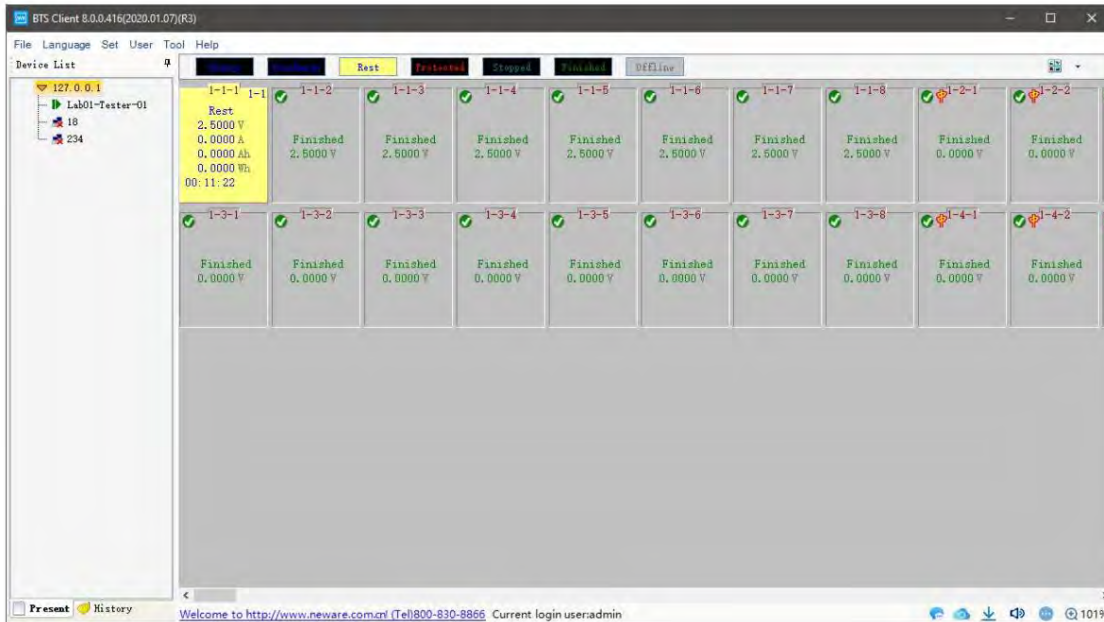 BTS Client 8.0.0.416(2020.01.07)(R3)
File Language Set User Tool Help
Device List
Rest Protected Stopped Finished Offline
127.0.0.1
Lab01-Tester-01
18
234
1-1-1 1-1 1-1-2 1-1-3 1-1-4 1-1-5 1-1-6 1-1-7 1-1-8 1-2-1 1-2-2
Rest
2.5000 V
0.0000 A
0.0000 Ah
0.0000 Wh
00:11:22
Finished Finished Finished Finished Finished Finished Finished Finished Finished
2.5000 V 2.5000 V 2.5000 V 2.5000 V 2.5000 V 2.5000 V 2.5000 V 0.0000 V 0.0000 V
1-3-1 1-3-2 1-3-3 1-3-4 1-3-5 1-3-6 1-3-7 1-3-8 1-4-1 1-4-2
Finished Finished Finished Finished Finished Finished Finished Finished Finished Finished
0.0000 V 0.0000 V 0.0000 V 0.0000 V 0.0000 V 0.0000 V 0.0000 V 0.0000 V 0.0000 V 0.0000 V
Present History
Welcome to http://www.neware.com.cn! (Tel)800-830-8866 Current login user:admin
101%